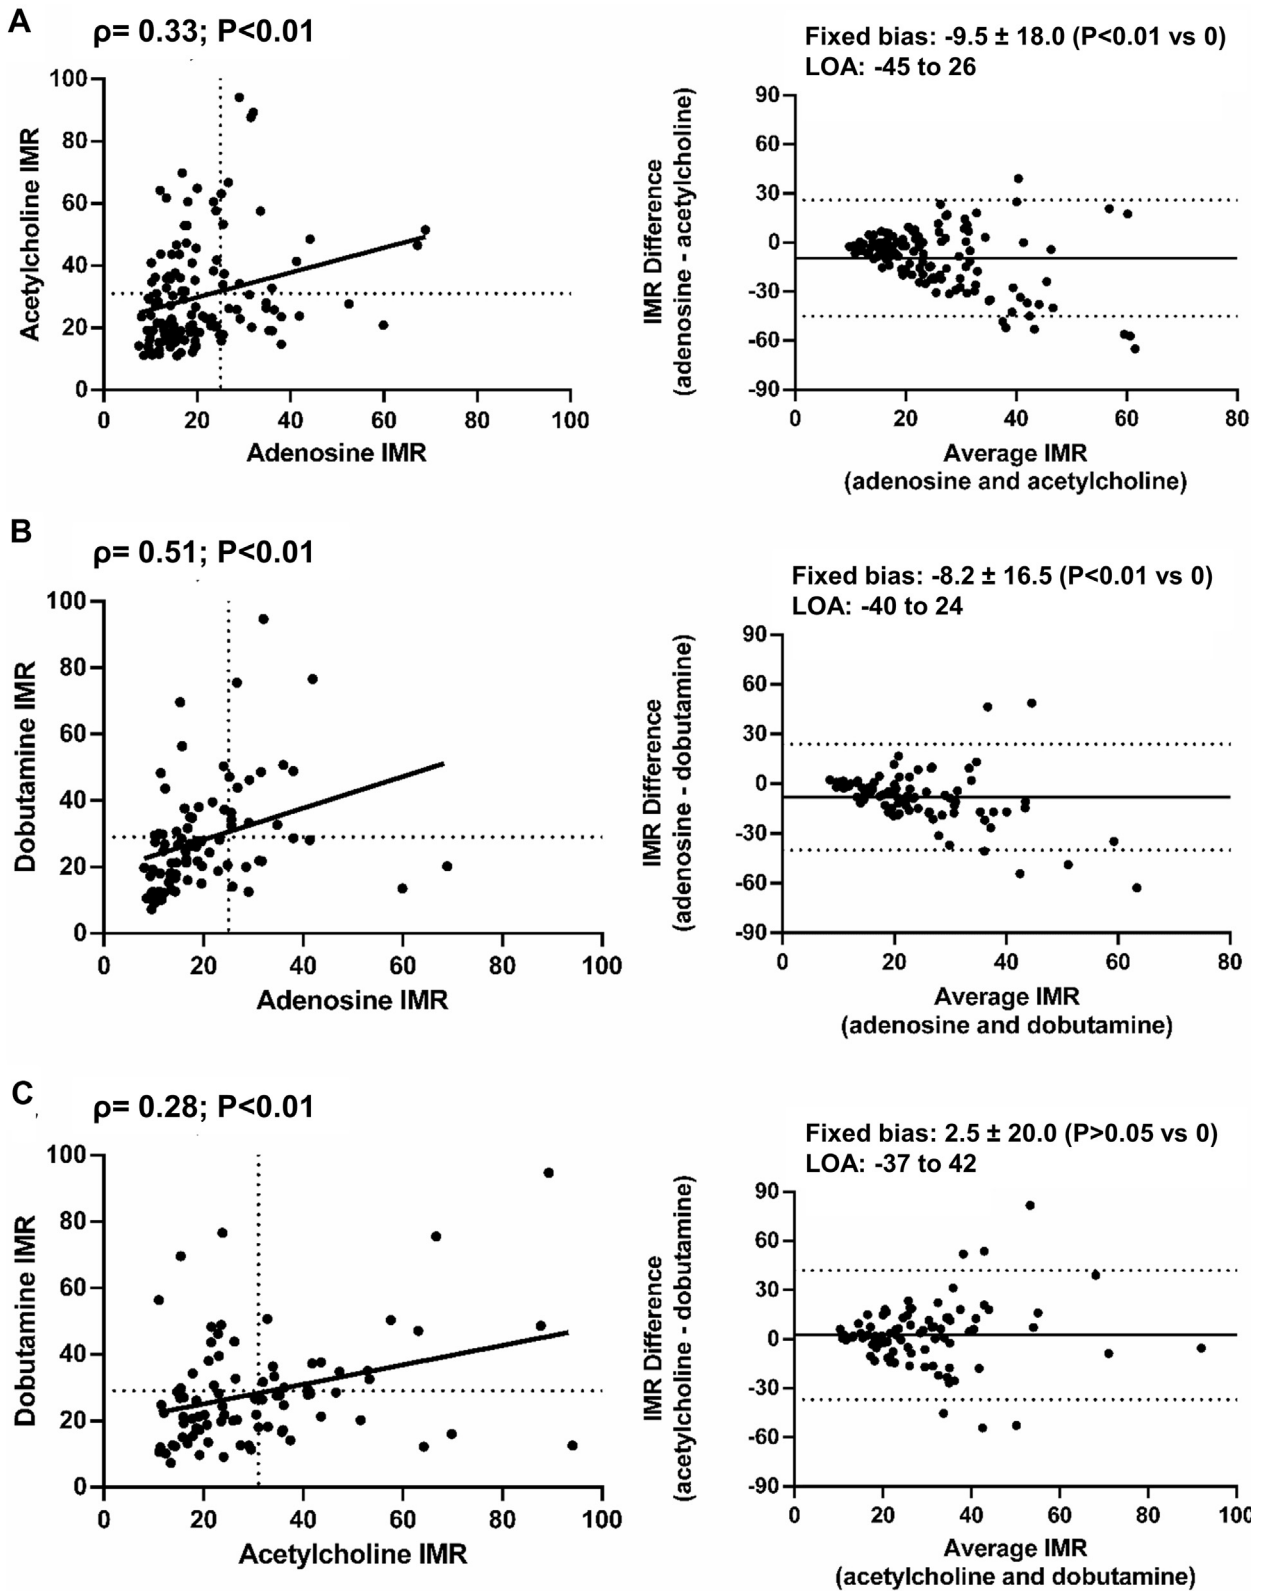 A
ρ= 0.33; P<0.01
Acetylcholine IMR
100
80
60
40
20
0
0 20 40 60 80 100
Adenosine IMR
Fixed bias: -9.5 ± 18.0 (P<0.01 vs 0)
LOA: -45 to 26
IMR Difference
(adenosine - acetylcholine)
90
60
30
0
-30
-60
-90
0 20 40 60 80
Average IMR
(adenosine and acetylcholine)
B
ρ= 0.51; P<0.01
Dobutamine IMR
100
80
60
40
20
0
0 20 40 60 80 100
Adenosine IMR
Fixed bias: -8.2 ± 16.5 (P<0.01 vs 0)
LOA: -40 to 24
IMR Difference
(adenosine - dobutamine)
90
60
30
0
-30
-60
-90
0 20 40 60 80
Average IMR
(adenosine and dobutamine)
C
ρ= 0.28; P<0.01
Dobutamine IMR
100
80
60
40
20
0
0 20 40 60 80 100
Acetylcholine IMR
Fixed bias: 2.5 ± 20.0 (P>0.05 vs 0)
LOA: -37 to 42
IMR Difference
(acetylcholine - dobutamine)
90
60
30
0
-30
-60
-90
0 20 40 60 80 100
Average IMR
(acetylcholine and dobutamine)